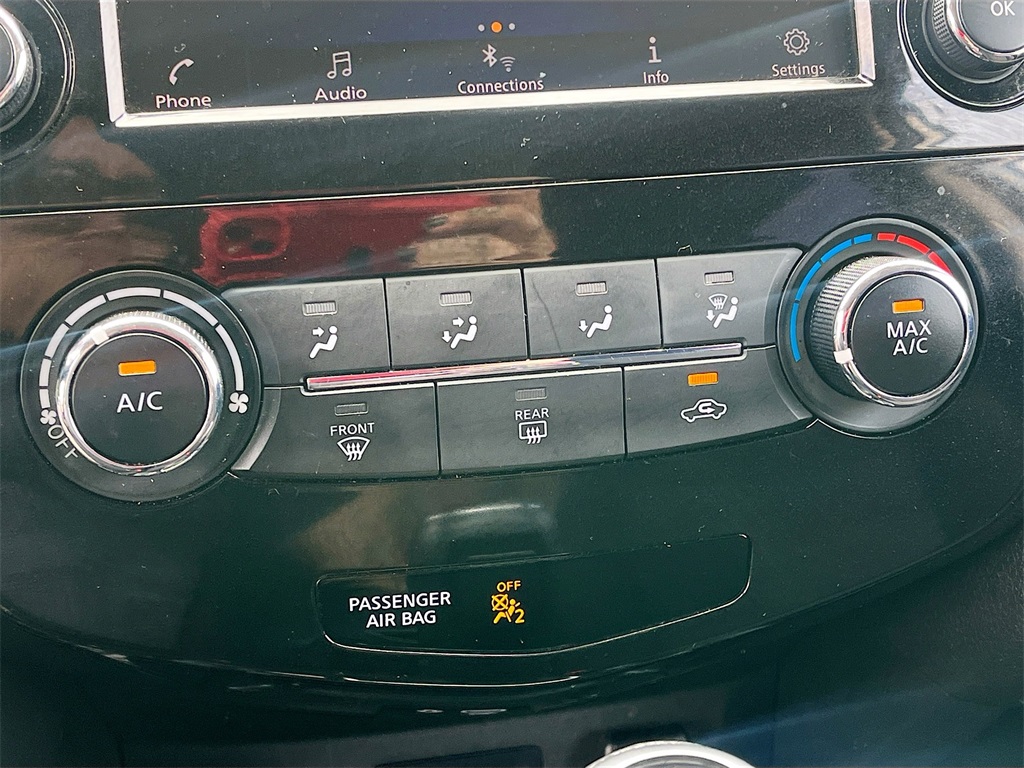 OK
Phone
Audio
Connections
Info
Settings
A/C
OFF
MAX
A/C
FRONT
REAR
PASSENGER
AIR BAG
OFF
2